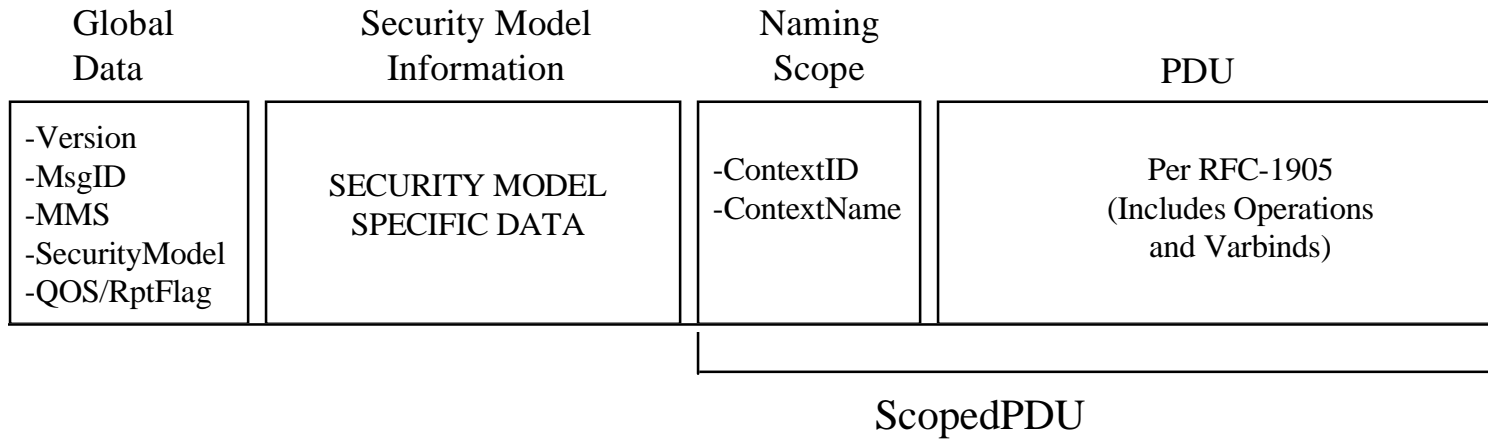 Global
Data
Security Model
Information
Naming
Scope
PDU
-Version
-MsgID
-MMS
-SecurityModel
-QOS/RptFlag
SECURITY MODEL
SPECIFIC DATA
-ContextID
-ContextName
Per RFC-1905
(Includes Operations
and Varbinds)
ScopedPDU